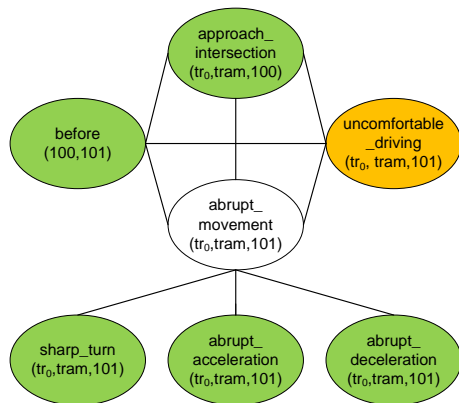 approach_
intersection
(tr0,tram,100)
before
(100,101)
uncomfortable
_driving
(tr0, tram,101)
abrupt_
movement
(tr0,tram,101)
sharp_turn
(tr0,tram,101)
abrupt_
acceleration
(tr0,tram,101)
abrupt_
deceleration
(tr0,tram,101)